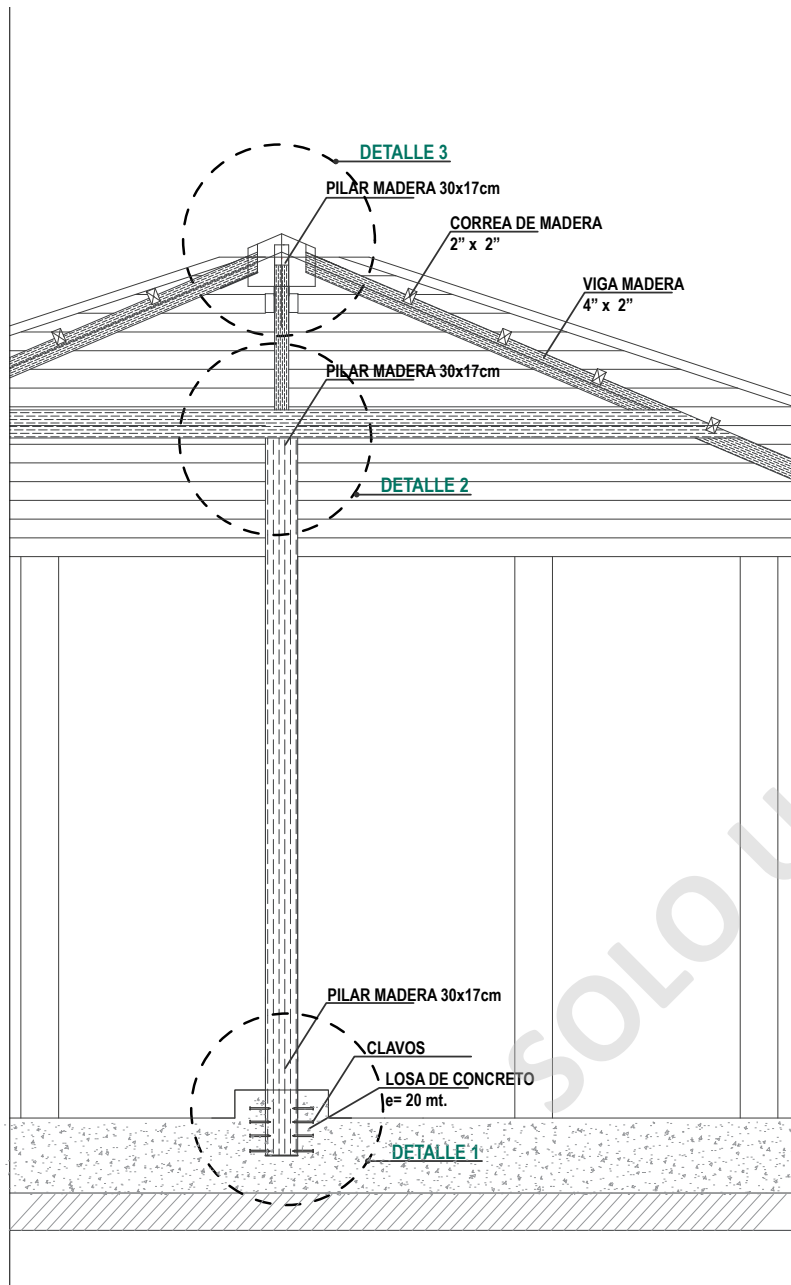 DETALLE 3
PILAR MADERA 30x17cm
CORREA DE MADERA
2” x 2”
VIGA MADERA
4” x 2”
PILAR MADERA 30x17cm
DETALLE 2
PILAR MADERA 30x17cm
CLAVOS
LOSA DE CONCRETO
e= 20 mt.
DETALLE 1
SOLO U